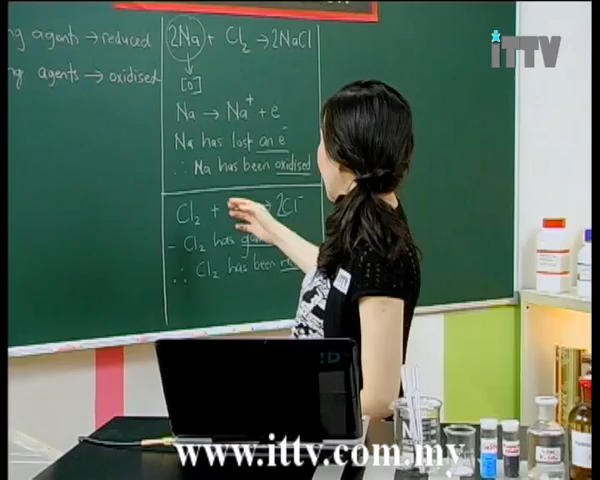 ng agents → reduced
ng agents → oxidised
2Na + Cl₂ → 2NaCl
[O]
Na → Na⁺ + e
Na has lost an e⁻
∴ Na has been oxidised
Cl₂ + → 2Cl⁻
- Cl₂ has
∴ Cl₂ has been
iTTV
www.ittv.com.my